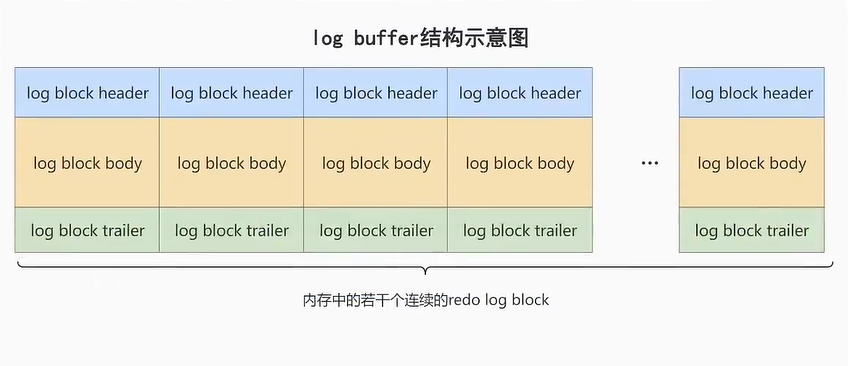 log buffer结构示意图
log block header log block header log block header log block header log block header
log block body log block body log block body log block body ... log block body
log block trailer log block trailer log block trailer log block trailer log block trailer
内存中的若干个连续的redo log block